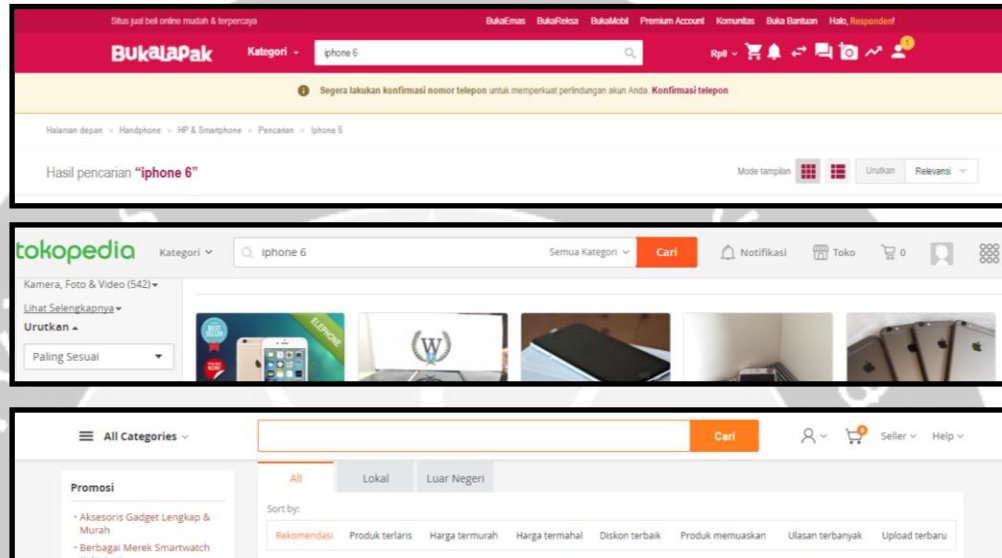 Situs jual beli online mudah & terpercaya BukaEmas BukaReksa BukaMobil Premium Account Komunitas Buka Bantuan Halo, Responden!
BukaLapak Kategori iphone 6 Rp0 1
Segera lakukan konfirmasi nomor telepon untuk memperkuat perlindungan akun Anda. Konfirmasi telepon
Halaman depan > Handphone > HP & Smartphone > Pencarian > Iphone 6
Hasil pencarian “iphone 6” Mode tampilan Urutkan Relevansi
tokopedia Kategori iphone 6 Semua Kategori Cari Notifikasi Toko 0
Kamera, Foto & Video (542)
Lihat Selengkapnya
Urutkan
Paling Sesuai
BEST SELLER
ELEPHONE
W
All Categories Cari 0 Seller Help
Promosi
All Lokal Luar Negeri
Sort by:
Rekomendasi Produk terlaris Harga termurah Harga termahal Diskon terbaik Produk memuaskan Ulasan terbanyak Upload terbaru
• Aksesoris Gadget Lengkap &
Murah
• Berbagai Merek Smartwatch